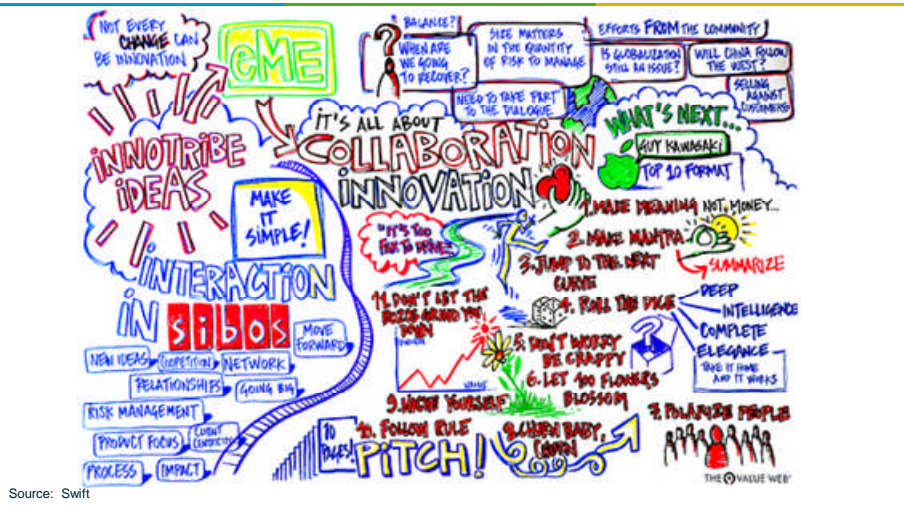 NOT EVERY
CHANGE CAN
BE INNOVATION
eME
BALANCE?
WHEN ARE
WE GOING
TO RECOVER?
SIZE MATTERS
IN THE QUANTITY
OF RISK TO MANAGE
EFFORTS FROM THE COMMUNITY
IS GLOBALIZATION
STILL AN ISSUE?
WILL CHINA FOLLOW
THE WEST?
SELLING
AGAINST
CUSTOMERS
NEED TO TAKE PART
TO THE DIALOGUE
INNOTRIBE
IDEAS
IT'S ALL ABOUT
COLLABORATION
INNOVATION
WHAT'S NEXT...
GUY KAWASAKI
TOP 10 FORMAT
MAKE
IT
SIMPLE!
"IT'S TOO
FAR TO DRIVE"
1. MAKE MEANING NOT MONEY...
2. MAKE MANTRA
SUMMARIZE
3. JUMP TO THE NEXT
CURVE
4. ROLL THE DICE
DEEP
INTELLIGENCE
COMPLETE
ELEGANCE
TAKE IT HOME
AND IT WORKS
5. DON'T WORRY
BE CRAPPY
6. LET 100 FLOWERS
BLOSSOM
7. POLARIZE PEOPLE
8. CHURN BABY,
CHURN
9. NICHE YOURSELF
10. FOLLOW RULE
PITCH!
10
PAGES!
11. DON'T LET THE
BOZOS GRIND YOU
DOWN
VALUE
INTERACTION
IN
sibos
MOVE
FORWARD
NEW IDEAS
COOPETITION
NETWORK
RELATIONSHIPS
GOING BIG
RISK MANAGEMENT
PRODUCT FOCUS
CLIENT
PROCESS
IMPACT
THE VALUE WEB
Source: Swift